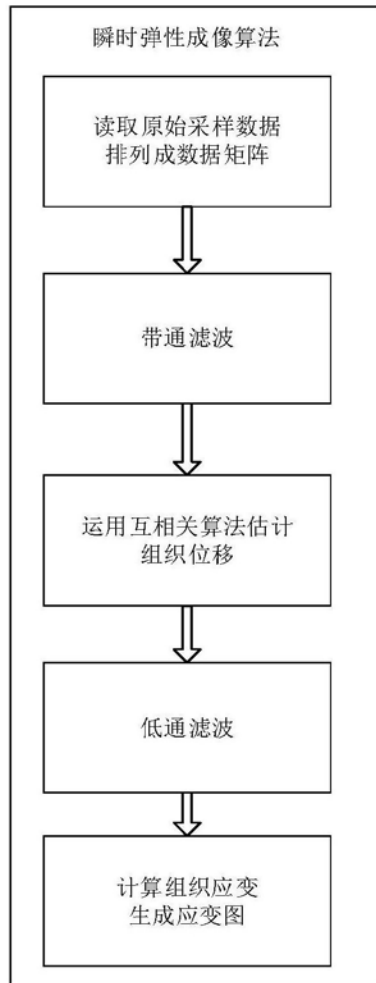 瞬时弹性成像算法
读取原始采样数据
排列成数据矩阵
带通滤波
运用互相关算法估计
组织位移
低通滤波
计算组织应变
生成应变图